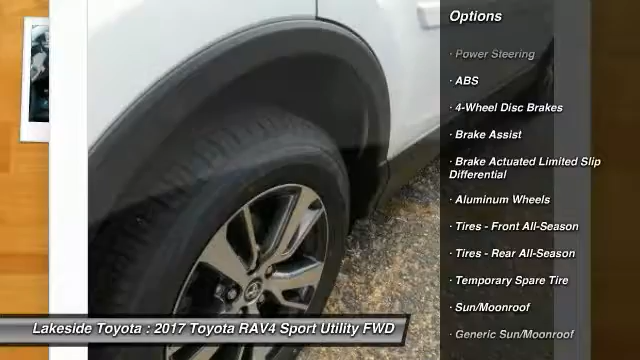 Options
· Power Steering
· ABS
· 4-Wheel Disc Brakes
· Brake Assist
· Brake Actuated Limited Slip
Differential
· Aluminum Wheels
· Tires - Front All-Season
· Tires - Rear All-Season
· Temporary Spare Tire
· Sun/Moonroof
· Generic Sun/Moonroof
Lakeside Toyota : 2017 Toyota RAV4 Sport Utility FWD